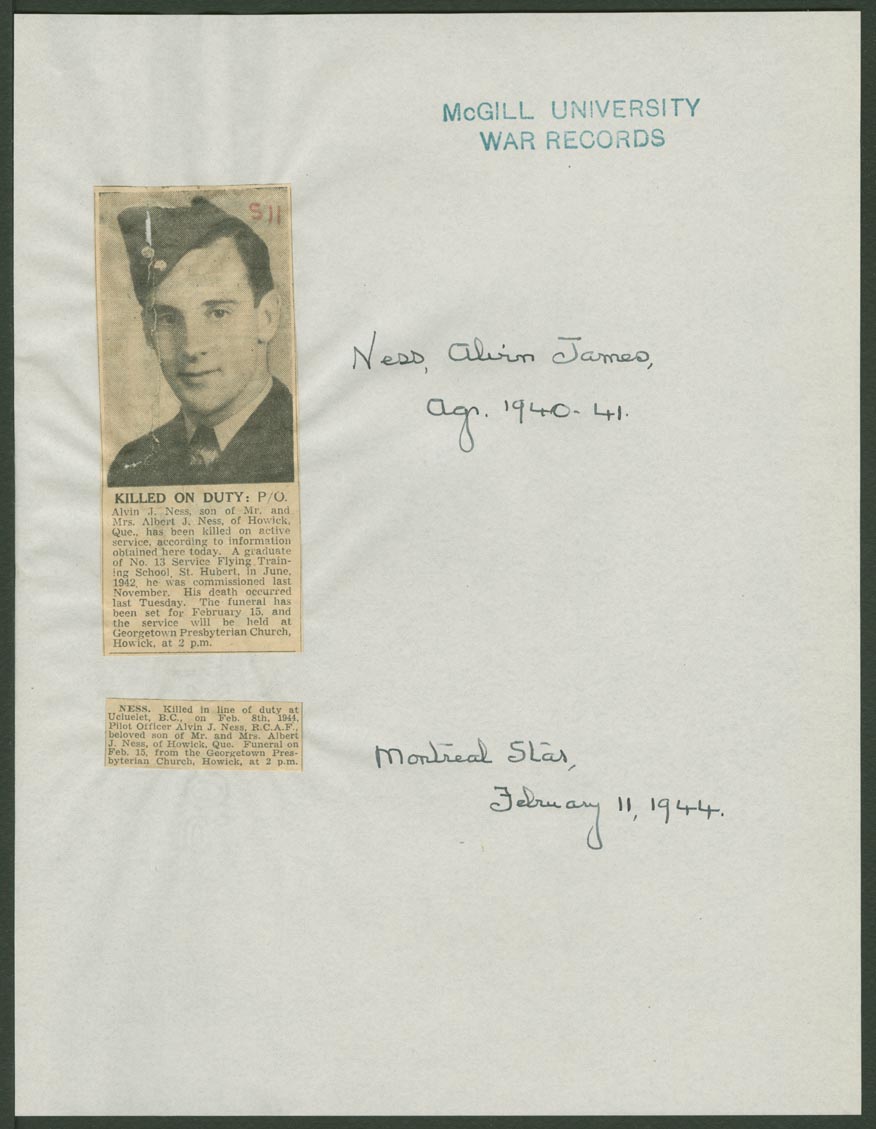 McGILL UNIVERSITY
WAR RECORDS
S11
Ness, Alvin James,
Agr. 1940-41.
KILLED ON DUTY: P/O.
Alvin J. Ness, son of Mr. and
Mrs. Albert J. Ness, of Howick,
Que., has been killed on active
service, according to information
obtained here today. A graduate
of No. 13 Service Flying Train-
ing School, St. Hubert, in June,
1942, he was commissioned last
November. His death occurred
last Tuesday. The funeral has
been set for February 15, and
the service will be held at
Georgetown Presbyterian Church,
Howick, at 2 p.m.
NESS. Killed in line of duty at
Ucluelet, B.C., on Feb. 8th, 1944,
Pilot Officer Alvin J. Ness, R.C.A.F.,
beloved son of Mr. and Mrs. Albert
J. Ness, of Howick, Que. Funeral on
Feb. 15, from the Georgetown Pres-
byterian Church, Howick, at 2 p.m.
Montreal Star,
February 11, 1944.